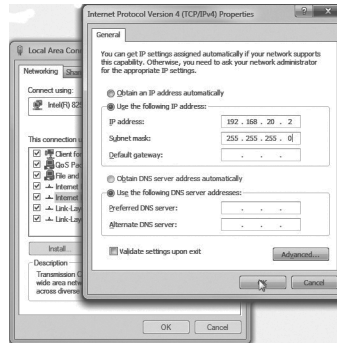 Internet Protocol Version 4 (TCP/IPv4) Properties
General
You can get IP settings assigned automatically if your network supports
this capability. Otherwise, you need to ask your network administrator
for the appropriate IP settings.
Obtain an IP address automatically
Use the following IP address:
IP address: 192 . 168 . 20 . 2
Subnet mask: 255 . 255 . 255 . 0
Default gateway: . . .
Obtain DNS server address automatically
Use the following DNS server addresses:
Preferred DNS server: . . .
Alternate DNS server: . . .
Validate settings upon exit
Advanced...
Cancel
Local Area Conn
Networking
Connect using:
Intel(R) 825
This connection u
Client for
QoS Pac
File and
Internet
Internet
Link-Lay
Link-Lay
Install...
Description
Transmission C
wide area netw
across diverse
OK
Cancel